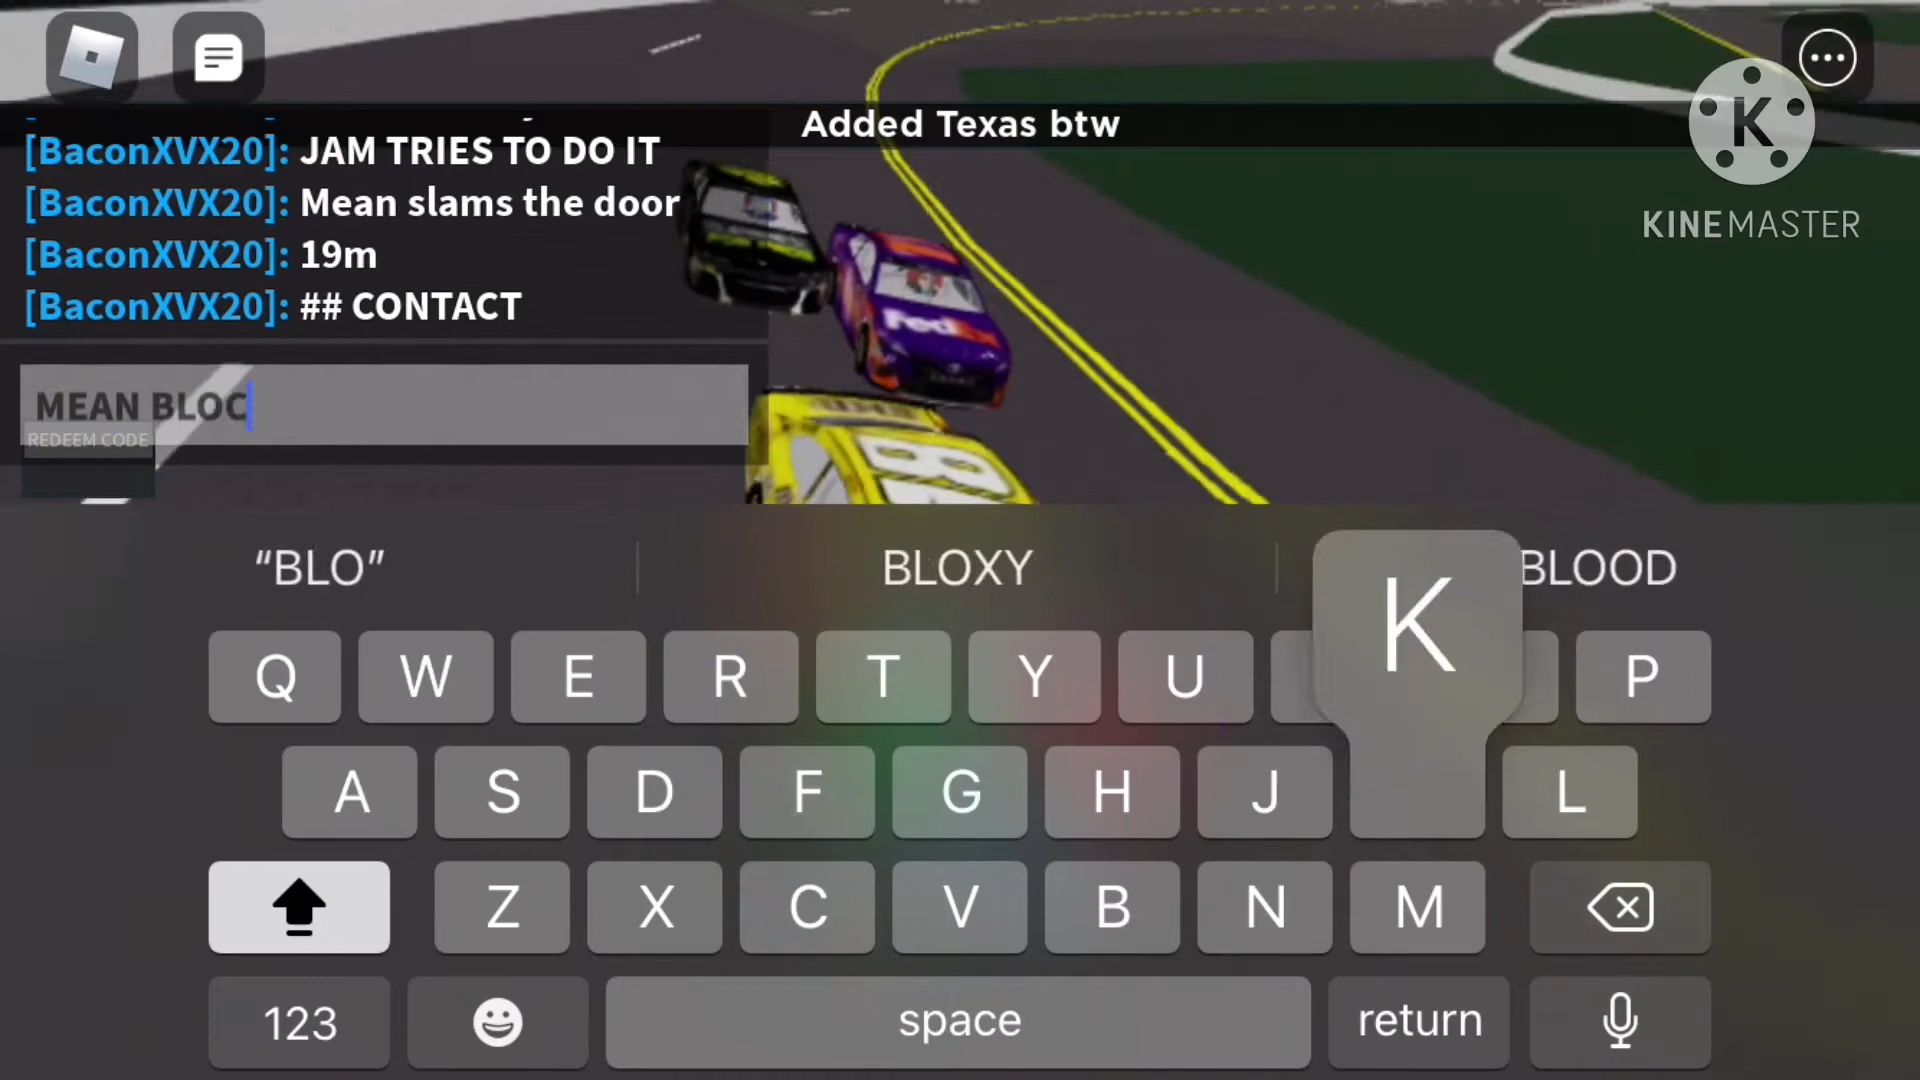 Added Texas btw
K
KINEMASTER
[BaconXVX20]: JAM TRIES TO DO IT
[BaconXVX20]: Mean slams the door
[BaconXVX20]: 19m
[BaconXVX20]: ## CONTACT
FedEx
MEAN BLOC
REDEEM CODE
“BLO” BLOXY BLOOD
K
Q W E R T Y U P
A S D F G H J L
Z X C V B N M
123 space return